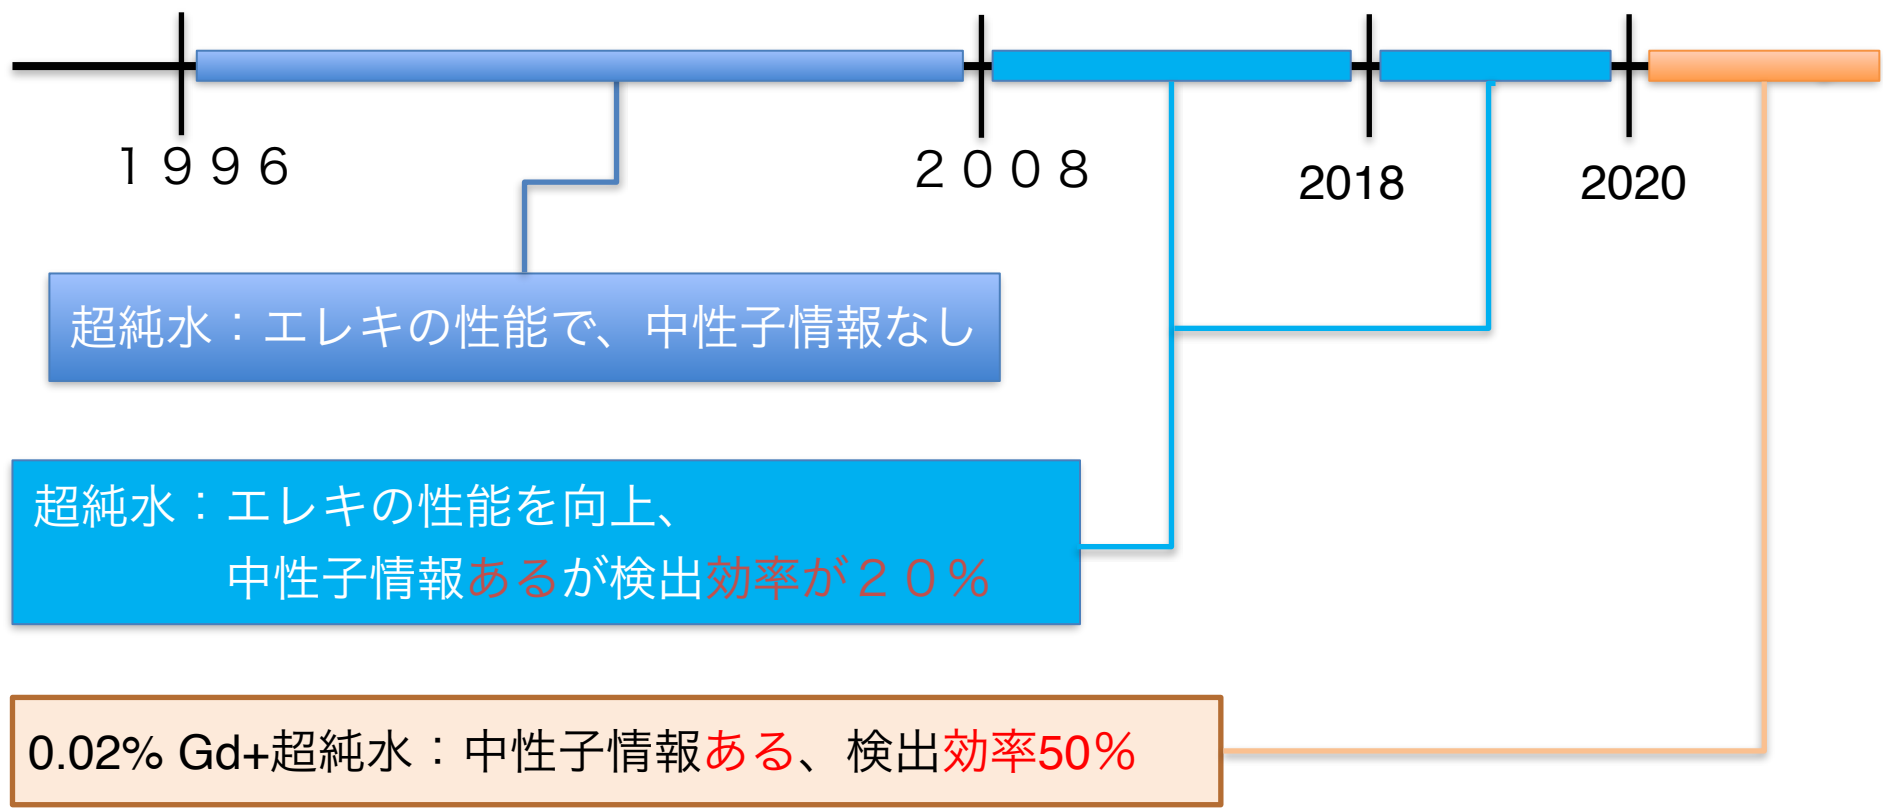 １９９６
２００８
2018
2020
超純水：エレキの性能で、中性子情報なし
超純水：エレキの性能を向上、
中性子情報あるが検出効率が２０％
0.02% Gd+超純水：中性子情報ある、検出効率50％